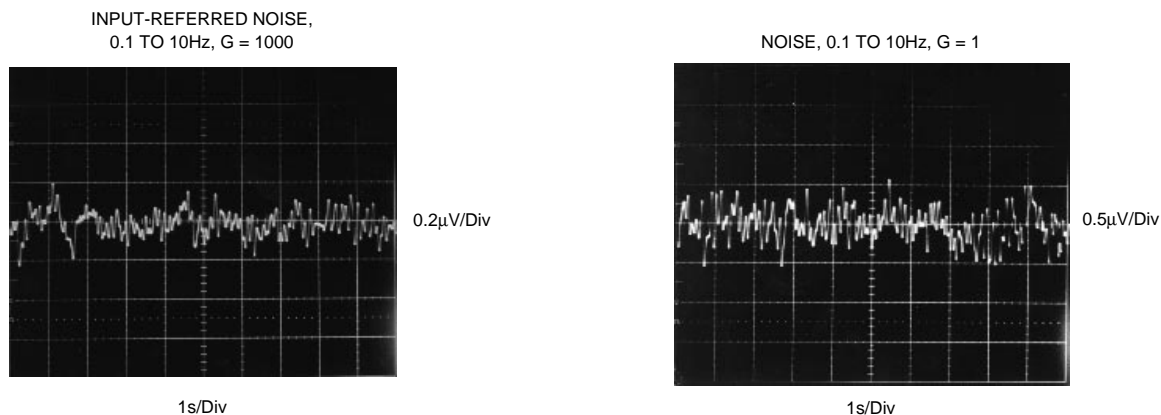 INPUT-REFERRED NOISE,
0.1 TO 10Hz, G = 1000
0.2µV/Div
1s/Div
NOISE, 0.1 TO 10Hz, G = 1
0.5µV/Div
1s/Div